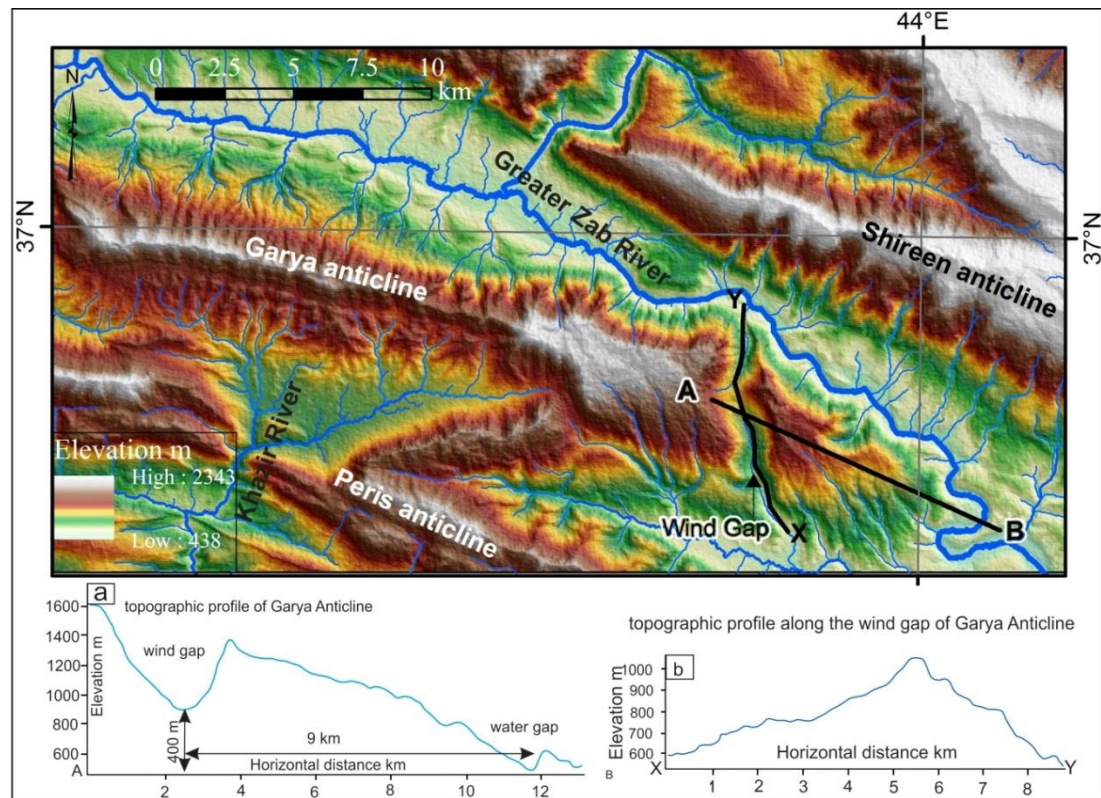 44°E
N
0 2.5 5 7.5 10
km
Greater Zab River
37°N
37°N
Garya anticline
Shireen anticline
Y
A
Khazir River
Elevation m
High : 2343
Low : 438
Peris anticline
Wind Gap
X
B
a
topographic profile of Garya Anticline
1600
1400
1200
1000
800
600
Elevation m
wind gap
400 m
9 km
water gap
Horizontal distance km
A
2 4 6 8 10 12
topographic profile along the wind gap of Garya Anticline
b
1000
900
800
700
600
Elevation m
Horizontal distance km
B
X
Y
1 2 3 4 5 6 7 8